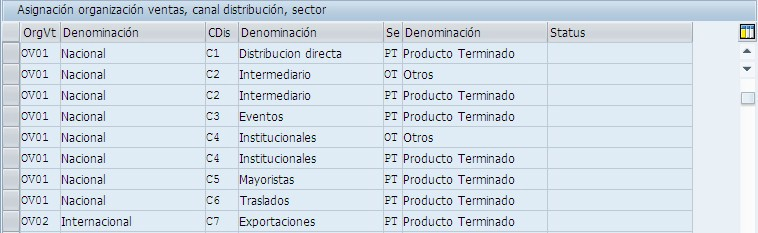 Asignación organización ventas, canal distribución, sector
OrgVt Denominación CDis Denominación Se Denominación Status
OV01 Nacional C1 Distribucion directa PT Producto Terminado
OV01 Nacional C2 Intermediario OT Otros
OV01 Nacional C2 Intermediario PT Producto Terminado
OV01 Nacional C3 Eventos PT Producto Terminado
OV01 Nacional C4 Institucionales OT Otros
OV01 Nacional C4 Institucionales PT Producto Terminado
OV01 Nacional C5 Mayoristas PT Producto Terminado
OV01 Nacional C6 Traslados PT Producto Terminado
OV02 Internacional C7 Exportaciones PT Producto Terminado